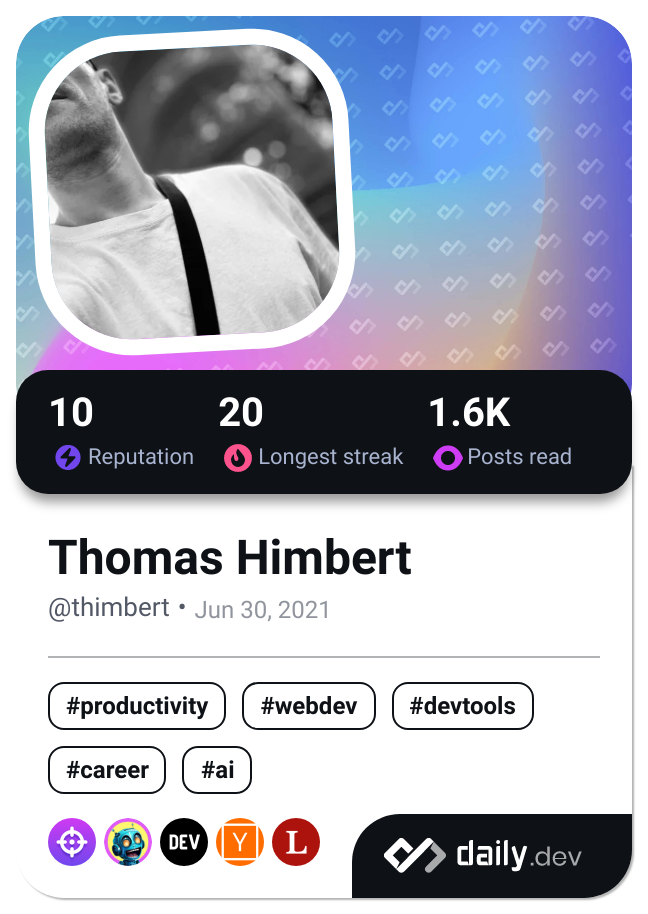 10 20 1.6K
Reputation Longest streak Posts read
Thomas Himbert
@thimbert • Jun 30, 2021
#productivity #webdev #devtools
#career #ai
DEV Y L
daily.dev